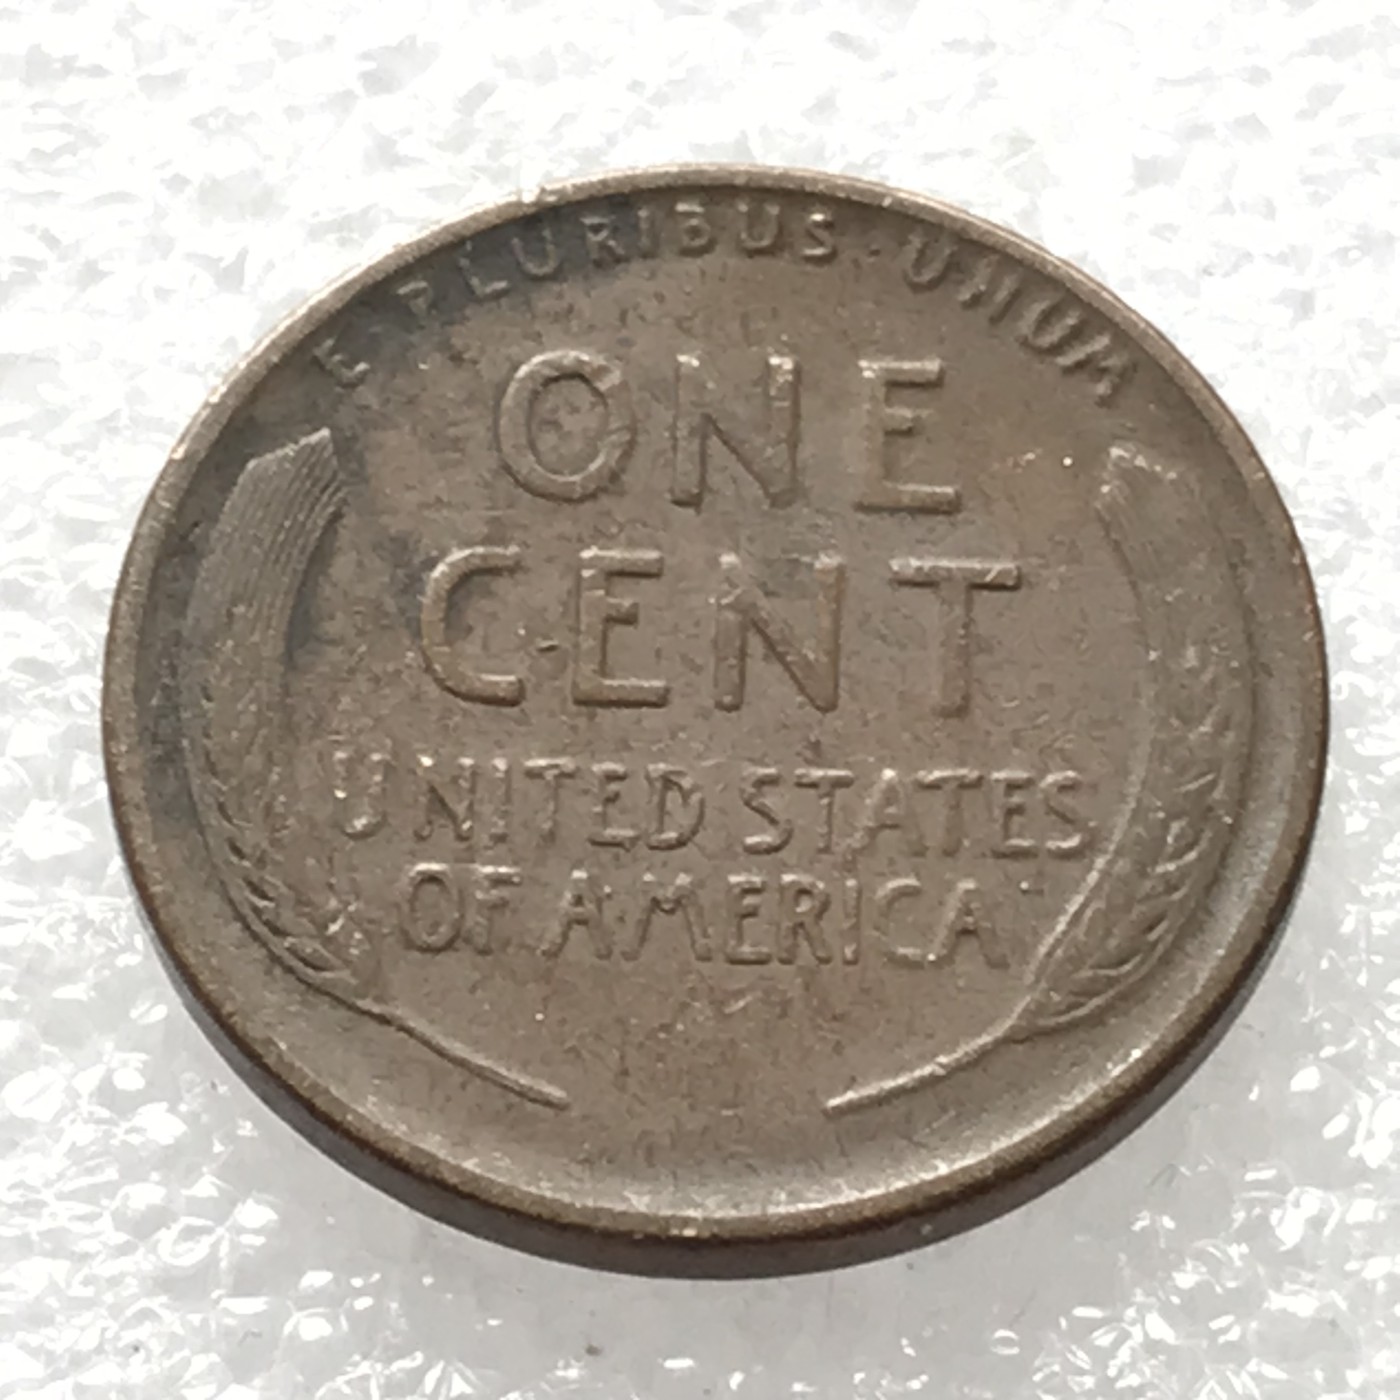 E · PLURIBUS · UNUM
ONE
CENT
UNITED STATES
OF AMERICA